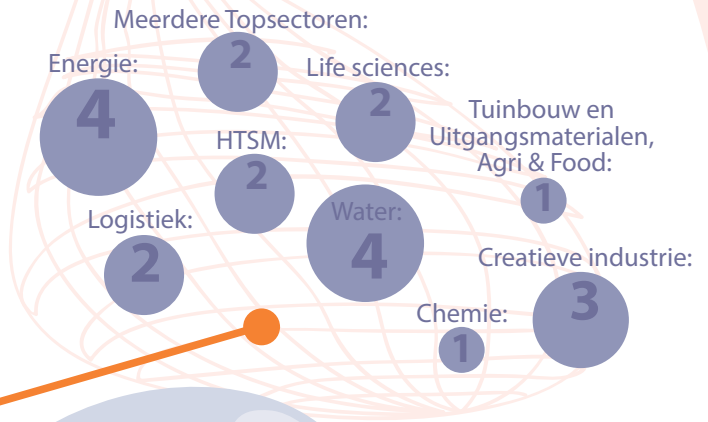 Meerdere Topsectoren:
2
Energie:
4
Life sciences:
2
Tuinbouw en
Uitgangsmaterialen,
Agri & Food:
1
HTSM:
2
Water:
4
Logistiek:
2
Creatieve industrie:
3
Chemie:
1